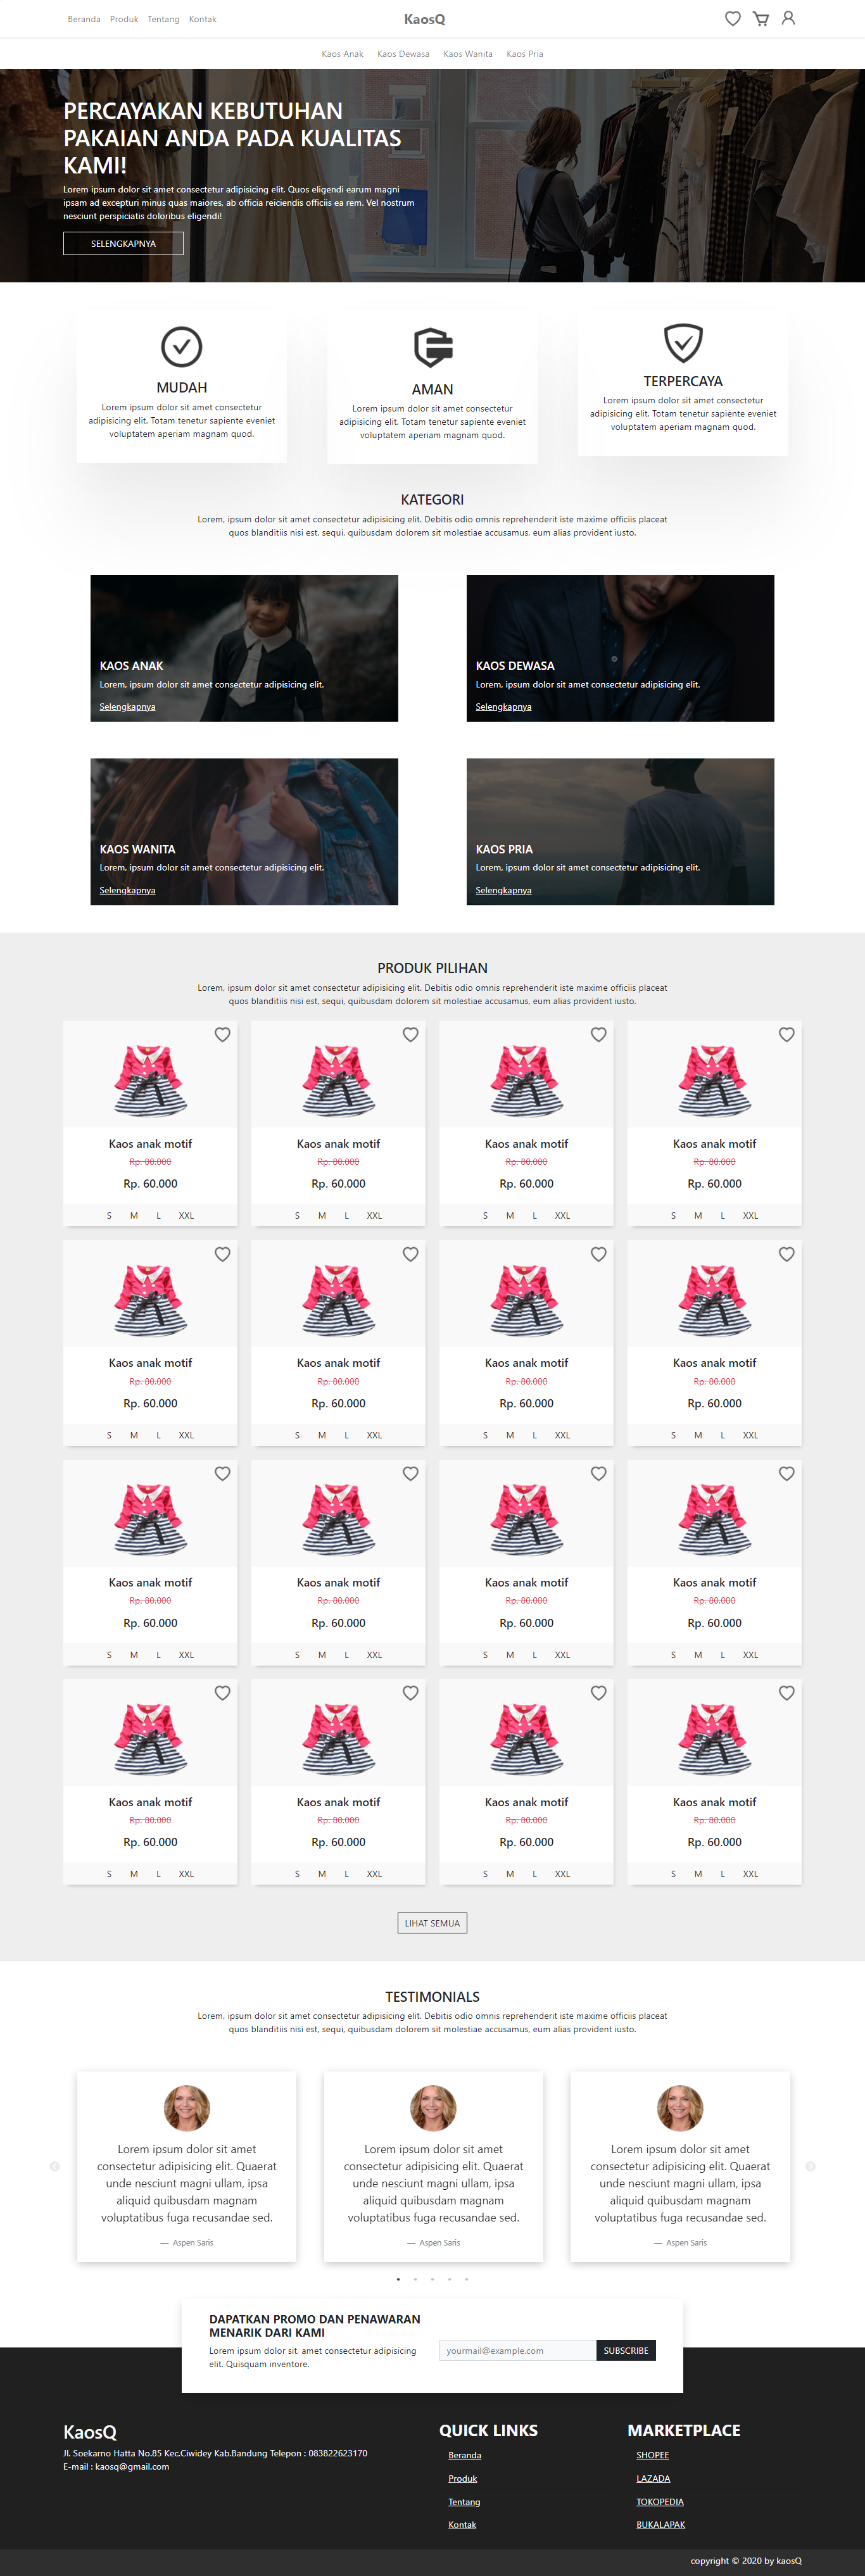 Beranda Produk Tentang Kontak
KaosQ
Kaos Anak Kaos Dewasa Kaos Wanita Kaos Pria
PERCAYAKAN KEBUTUHAN
PAKAIAN ANDA PADA KUALITAS
KAMI!
Lorem ipsum dolor sit amet consectetur adipisicing elit. Quos eligendi earum magni
ipsam ad excepturi minus quas maiores, ab officia reiciendis officiis ea rem. Vel nostrum
nesciunt perspiciatis doloribus eligendi!
SELENGKAPNYA
MUDAH
Lorem ipsum dolor sit amet consectetur
adipisicing elit. Totam tenetur sapiente eveniet
voluptatem aperiam magnam quod.
AMAN
Lorem ipsum dolor sit amet consectetur
adipisicing elit. Totam tenetur sapiente eveniet
voluptatem aperiam magnam quod.
TERPERCAYA
Lorem ipsum dolor sit amet consectetur
adipisicing elit. Totam tenetur sapiente eveniet
voluptatem aperiam magnam quod.
KATEGORI
Lorem, ipsum dolor sit amet consectetur adipisicing elit. Debitis odio omnis reprehenderit iste maxime officiis placeat
quos blanditiis nisi est, sequi, quibusdam dolorem sit molestiae accusamus, eum alias provident iusto.
KAOS ANAK
Lorem, ipsum dolor sit amet consectetur adipisicing elit.
Selengkapnya
KAOS DEWASA
Lorem, ipsum dolor sit amet consectetur adipisicing elit.
Selengkapnya
KAOS WANITA
Lorem, ipsum dolor sit amet consectetur adipisicing elit.
Selengkapnya
KAOS PRIA
Lorem, ipsum dolor sit amet consectetur adipisicing elit.
Selengkapnya
PRODUK PILIHAN
Lorem, ipsum dolor sit amet consectetur adipisicing elit. Debitis odio omnis reprehenderit iste maxime officiis placeat
quos blanditiis nisi est, sequi, quibusdam dolorem sit molestiae accusamus, eum alias provident iusto.
Kaos anak motif Kaos anak motif Kaos anak motif Kaos anak motif
Rp. 80.000 Rp. 80.000 Rp. 80.000 Rp. 80.000
Rp. 60.000 Rp. 60.000 Rp. 60.000 Rp. 60.000
S M L XXL S M L XXL S M L XXL S M L XXL
Kaos anak motif Kaos anak motif Kaos anak motif Kaos anak motif
Rp. 80.000 Rp. 80.000 Rp. 80.000 Rp. 80.000
Rp. 60.000 Rp. 60.000 Rp. 60.000 Rp. 60.000
S M L XXL S M L XXL S M L XXL S M L XXL
Kaos anak motif Kaos anak motif Kaos anak motif Kaos anak motif
Rp. 80.000 Rp. 80.000 Rp. 80.000 Rp. 80.000
Rp. 60.000 Rp. 60.000 Rp. 60.000 Rp. 60.000
S M L XXL S M L XXL S M L XXL S M L XXL
Kaos anak motif Kaos anak motif Kaos anak motif Kaos anak motif
Rp. 80.000 Rp. 80.000 Rp. 80.000 Rp. 80.000
Rp. 60.000 Rp. 60.000 Rp. 60.000 Rp. 60.000
S M L XXL S M L XXL S M L XXL S M L XXL
LIHAT SEMUA
TESTIMONIALS
Lorem, ipsum dolor sit amet consectetur adipisicing elit. Debitis odio omnis reprehenderit iste maxime officiis placeat
quos blanditiis nisi est, sequi, quibusdam dolorem sit molestiae accusamus, eum alias provident iusto.
Lorem ipsum dolor sit amet
consectetur adipisicing elit. Quaerat
unde nesciunt magni ullam, ipsa
aliquid quibusdam magnam
voluptatibus fuga recusandae sed.
— Aspen Saris
Lorem ipsum dolor sit amet
consectetur adipisicing elit. Quaerat
unde nesciunt magni ullam, ipsa
aliquid quibusdam magnam
voluptatibus fuga recusandae sed.
— Aspen Saris
Lorem ipsum dolor sit amet
consectetur adipisicing elit. Quaerat
unde nesciunt magni ullam, ipsa
aliquid quibusdam magnam
voluptatibus fuga recusandae sed.
— Aspen Saris
DAPATKAN PROMO DAN PENAWARAN
MENARIK DARI KAMI
Lorem ipsum dolor sit, amet consectetur adipisicing
elit. Quisquam inventore.
yourmail@example.com SUBSCRIBE
KaosQ
Jl. Soekarno Hatta No.85 Kec.Ciwidey Kab.Bandung Telepon : 083822623170
E-mail : kaosq@gmail.com
QUICK LINKS
Beranda
Produk
Tentang
Kontak
MARKETPLACE
SHOPEE
LAZADA
TOKOPEDIA
BUKALAPAK
copyright © 2020 by kaosQ